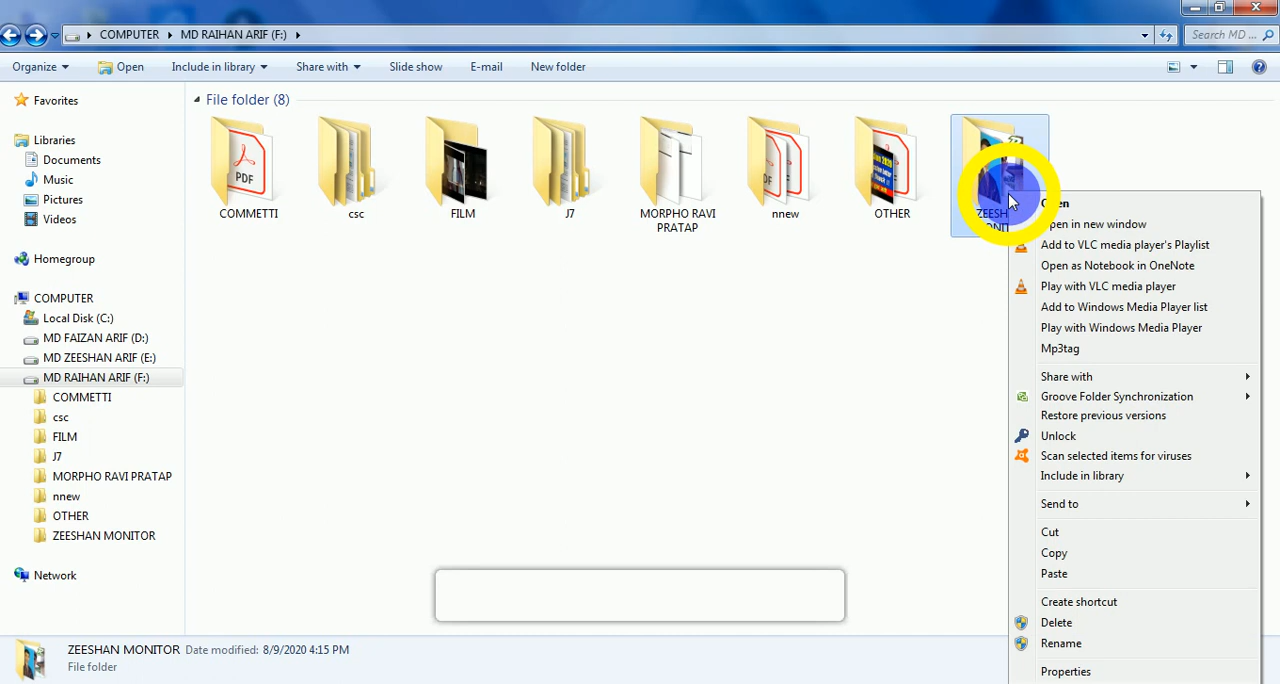 COMPUTER MD RAIHAN ARIF (F:) Search MD ...
Organize Open Include in library Share with Slide show E-mail New folder
Favorites
Libraries
Documents
Music
Pictures
Videos
Homegroup
COMPUTER
Local Disk (C:)
MD FAIZAN ARIF (D:)
MD ZEESHAN ARIF (E:)
MD RAIHAN ARIF (F:)
COMMETTI
csc
FILM
J7
MORPHO RAVI PRATAP
nnew
OTHER
ZEESHAN MONITOR
Network
File folder (8)
PDF
COMMETTI csc FILM J7 MORPHO RAVI nnew OTHER
PRATAP
Open in new window
Add to VLC media player's Playlist
Open as Notebook in OneNote
Play with VLC media player
Add to Windows Media Player list
Play with Windows Media Player
Mp3tag
Share with
Groove Folder Synchronization
Restore previous versions
Unlock
Scan selected items for viruses
Include in library
Send to
Cut
Copy
Paste
Create shortcut
Delete
Rename
Properties
ZEESHAN MONITOR Date modified: 8/9/2020 4:15 PM
File folder